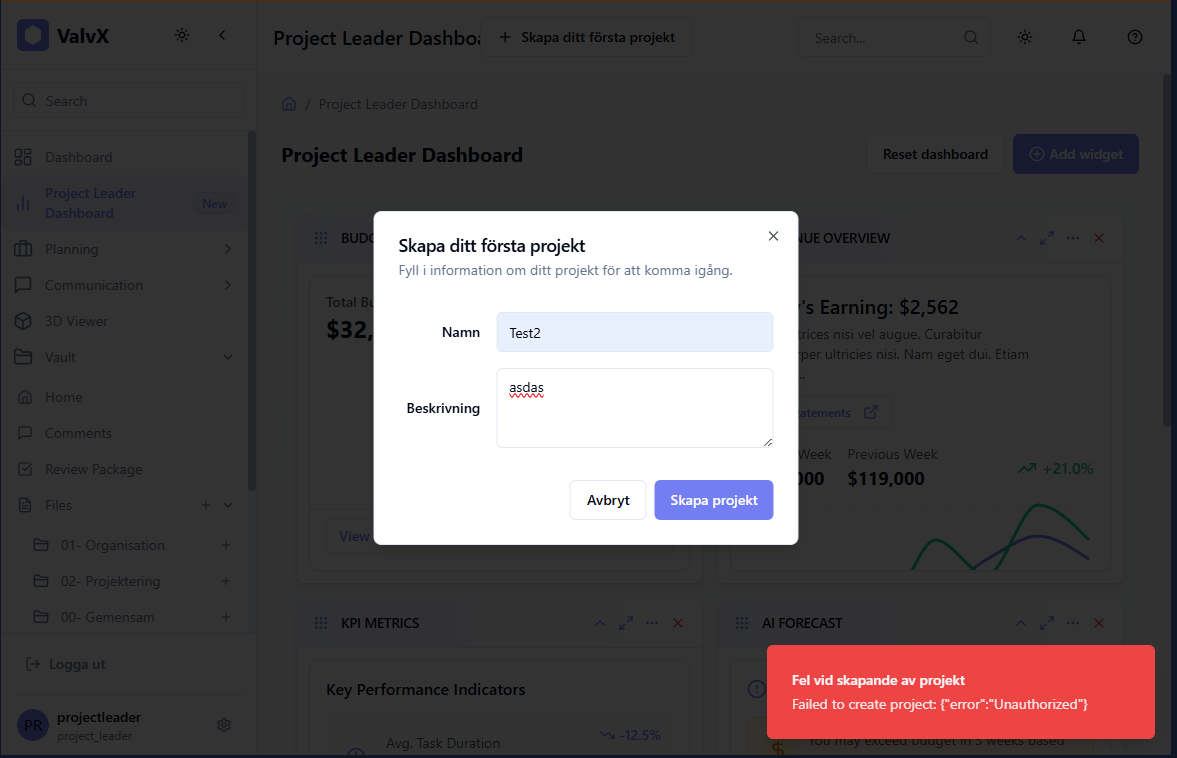 ValvX
Project Leader Dashboa
Skapa ditt första projekt
Search...
Search
Project Leader Dashboard
Dashboard
Project Leader Dashboard
Reset dashboard
Add widget
Project Leader
Dashboard
New
Planning
Communication
3D Viewer
Vault
Home
Comments
Review Package
Files
01- Organisation
02- Projektering
00- Gemensam
Logga ut
PR
projectleader
project_leader
NUE OVERVIEW
Total Bu
$32,
View
's Earning: $2,562
trices nisi vel augue. Curabitur
rper ultricies nisi. Nam eget dui. Etiam
atements
Week
Previous Week
000
$119,000
+21.0%
Skapa ditt första projekt
Fyll i information om ditt projekt för att komma igång.
Namn
Test2
Beskrivning
asdas
Avbryt
Skapa projekt
KPI METRICS
Key Performance Indicators
Avg. Task Duration
-12.5%
AI FORECAST
You may exceed budget in 3 weeks based
Fel vid skapande av projekt
Failed to create project: {"error":"Unauthorized"}